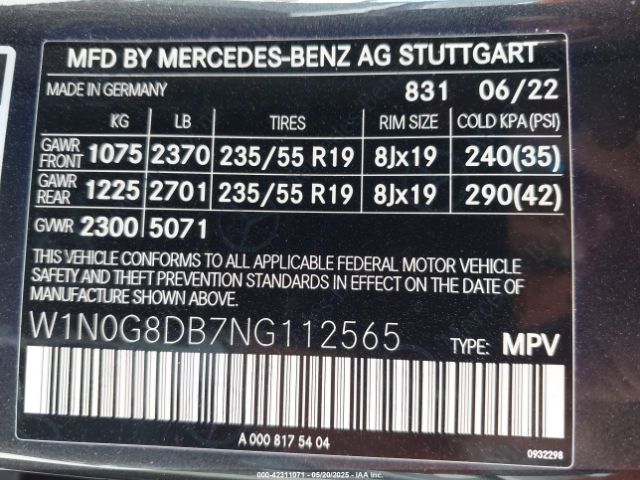 MFD BY MERCEDES-BENZ AG STUTTGART
MADE IN GERMANY 831 06/22
KG LB TIRES RIM SIZE COLD KPA(PSI)
GAWR FRONT 1075 2370 235/55 R19 8Jx19 240(35)
GAWR REAR 1225 2701 235/55 R19 8Jx19 290(42)
GVWR 2300 5071
THIS VEHICLE CONFORMS TO ALL APPLICABLE FEDERAL MOTOR VEHICLE
SAFETY AND THEFT PREVENTION STANDARDS IN EFFECT ON THE DATE OF
MANUFACTURE SHOWN ABOVE.
W1N0G8DB7NG112565 TYPE: MPV
A 000 817 54 04
0932298
000-42311071 - 05/20/2025 - IAAI.COM